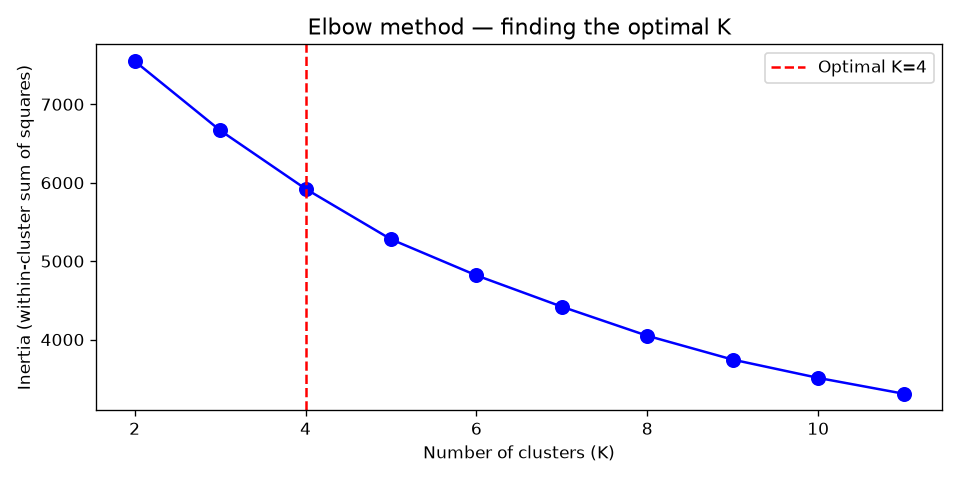 Elbow method — finding the optimal K
Optimal K=4
Inertia (within-cluster sum of squares)
7000
6000
5000
4000
2
4
6
8
10
Number of clusters (K)